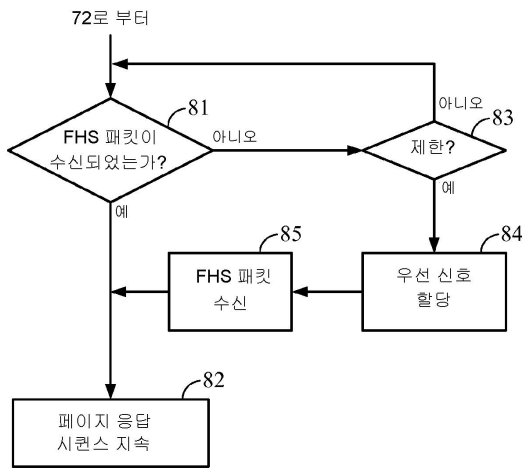 72로 부터
81
FHS 패킷이
수신되었는가?
아니오
예
아니오
83
제한?
예
85
FHS 패킷
수신
84
우선 신호
할당
82
페이지 응답
시퀀스 지속